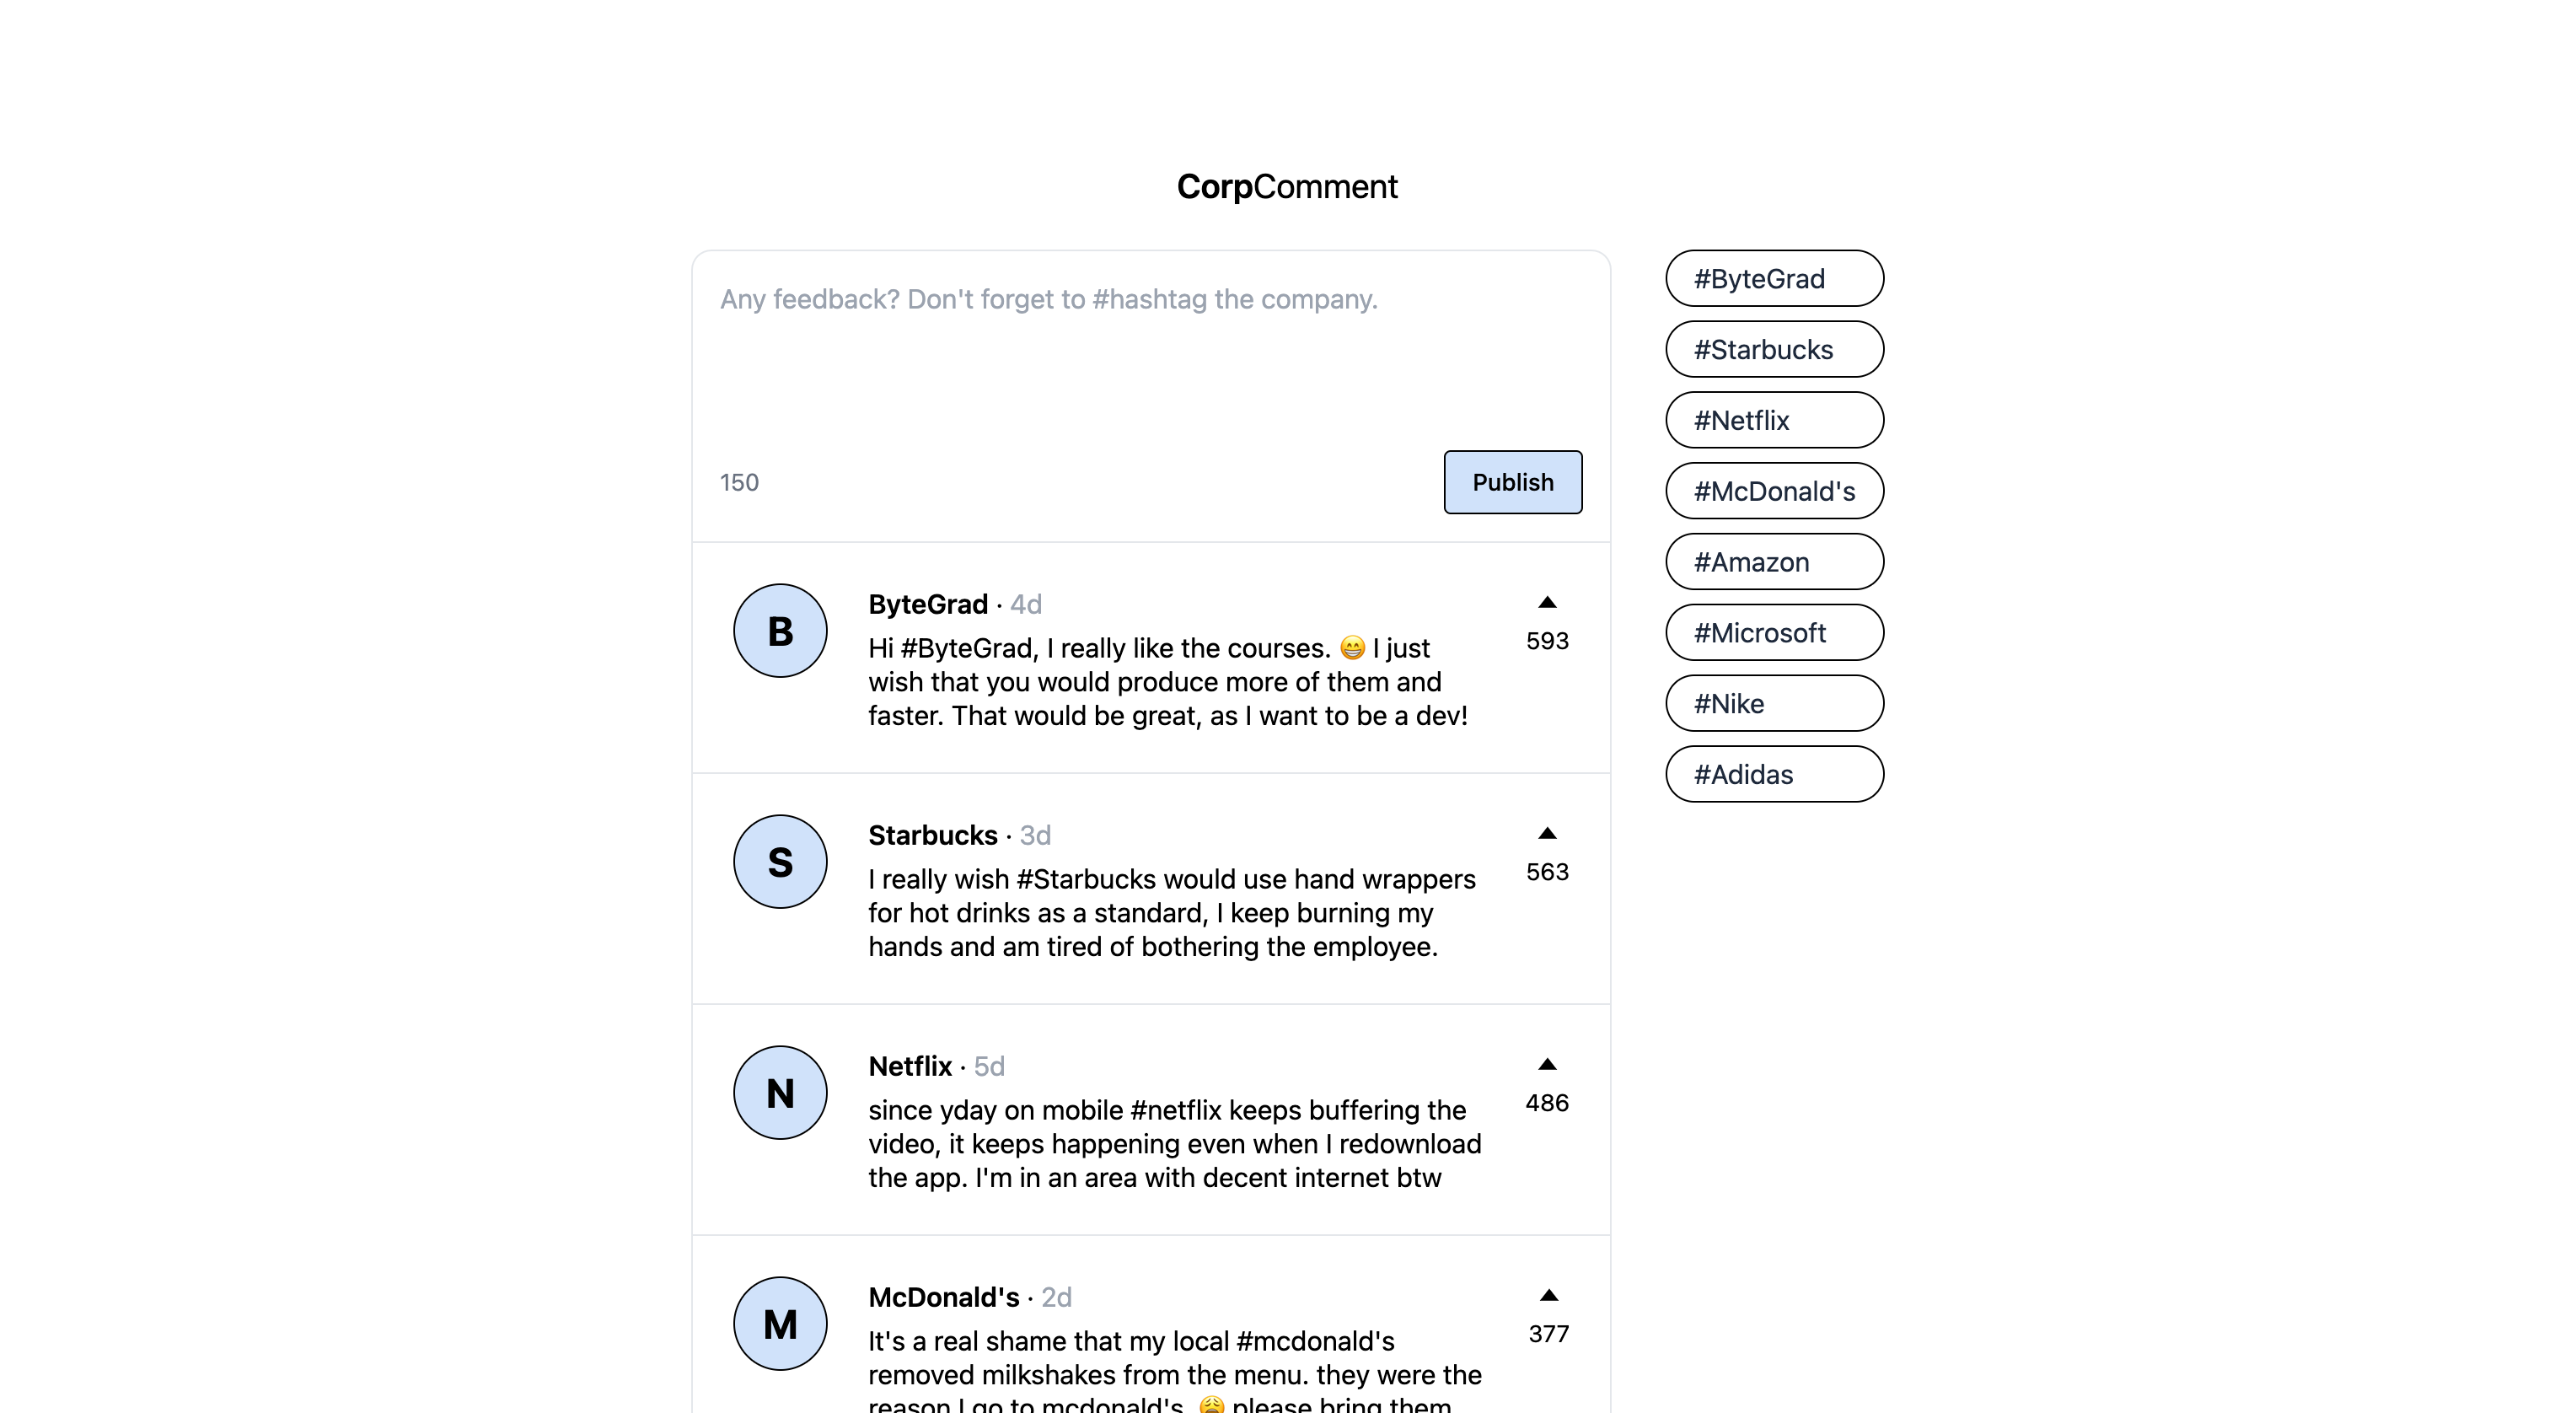 CorpComment
Any feedback? Don't forget to #hashtag the company.
150
Publish
B
ByteGrad · 4d
Hi #ByteGrad, I really like the courses. 😁 I just
wish that you would produce more of them and
faster. That would be great, as I want to be a dev!
593
S
Starbucks · 3d
I really wish #Starbucks would use hand wrappers
for hot drinks as a standard, I keep burning my
hands and am tired of bothering the employee.
563
N
Netflix · 5d
since yday on mobile #netflix keeps buffering the
video, it keeps happening even when I redownload
the app. I'm in an area with decent internet btw
486
M
McDonald's · 2d
It's a real shame that my local #mcdonald's
removed milkshakes from the menu. they were the
reason I go to mcdonald's. 😩 please bring them
377
#ByteGrad
#Starbucks
#Netflix
#McDonald's
#Amazon
#Microsoft
#Nike
#Adidas